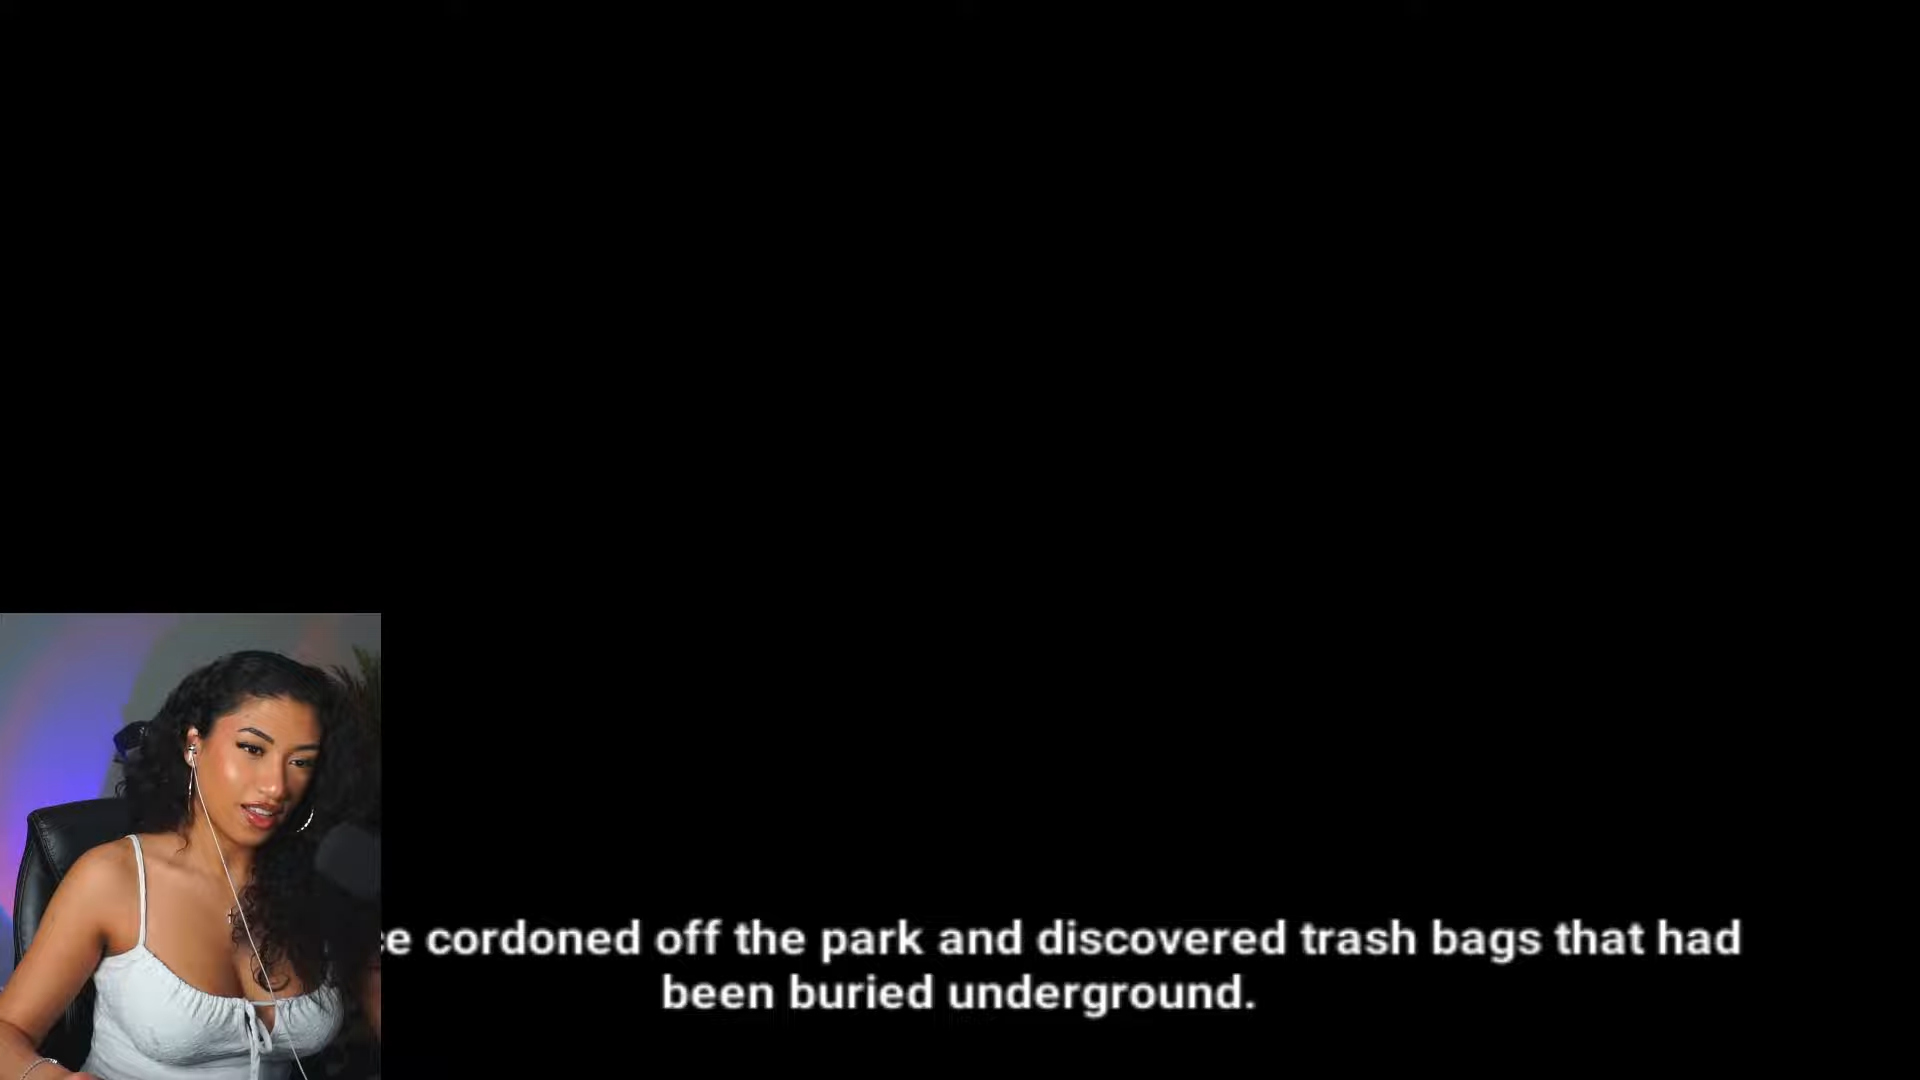 cordoned off the park and discovered trash bags that had
been buried underground.